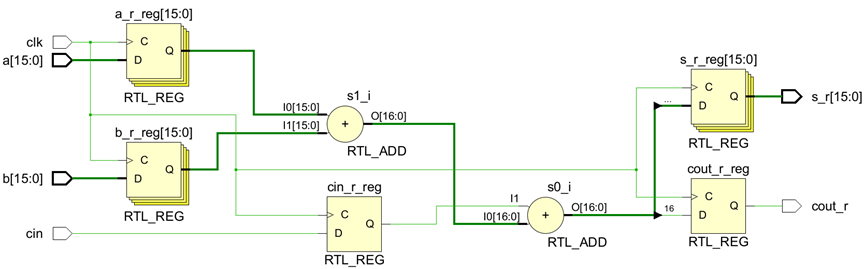 clk
a[15:0]
a_r_reg[15:0]
C
D
Q
RTL_REG
b[15:0]
b_r_reg[15:0]
C
D
Q
RTL_REG
s1_i
I0[15:0]
I1[15:0]
+
O[16:0]
RTL_ADD
cin
cin_r_reg
C
D
Q
RTL_REG
s0_i
I1
I0[16:0]
+
O[16:0]
RTL_ADD
s_r_reg[15:0]
...
C
D
Q
RTL_REG
s_r[15:0]
cout_r_reg
16
C
D
Q
RTL_REG
cout_r